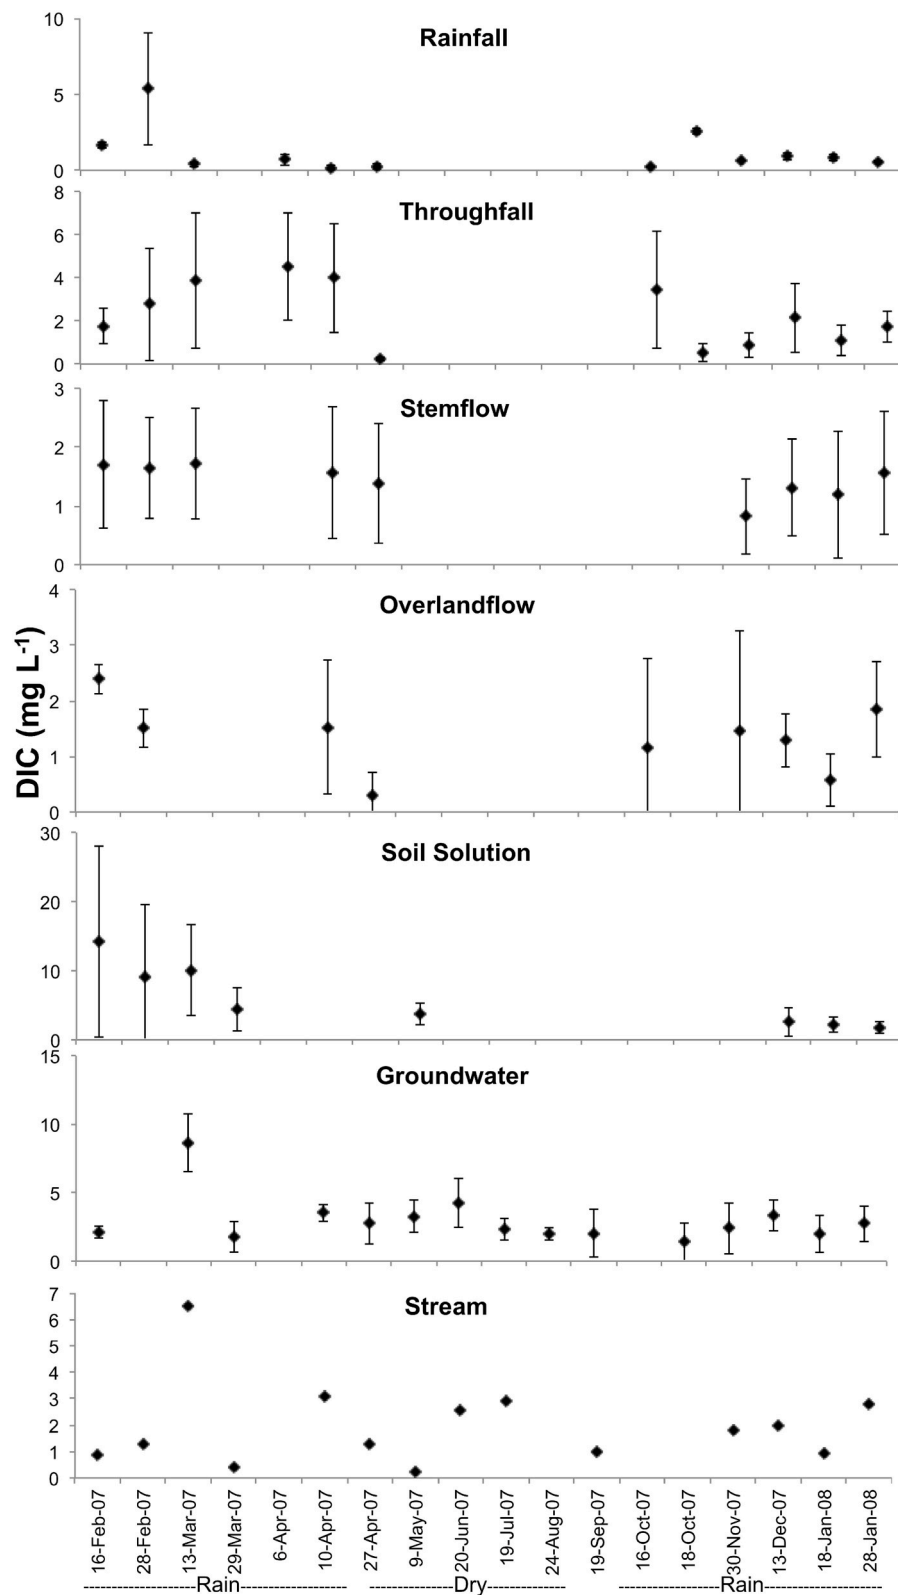 Rainfall
10
5
0
Throughfall
8
6
4
2
0
Stemflow
3
2
1
0
DIC (mg L-1)
Overlandflow
4
3
2
1
0
Soil Solution
30
20
10
0
Groundwater
15
10
5
0
Stream
7
6
5
4
3
2
1
0
16-Feb-07
28-Feb-07
13-Mar-07
29-Mar-07
6-Apr-07
10-Apr-07
27-Apr-07
9-May-07
20-Jun-07
19-Jul-07
24-Aug-07
19-Sep-07
16-Oct-07
18-Oct-07
30-Nov-07
13-Dec-07
18-Jan-08
28-Jan-08
Rain Dry Rain